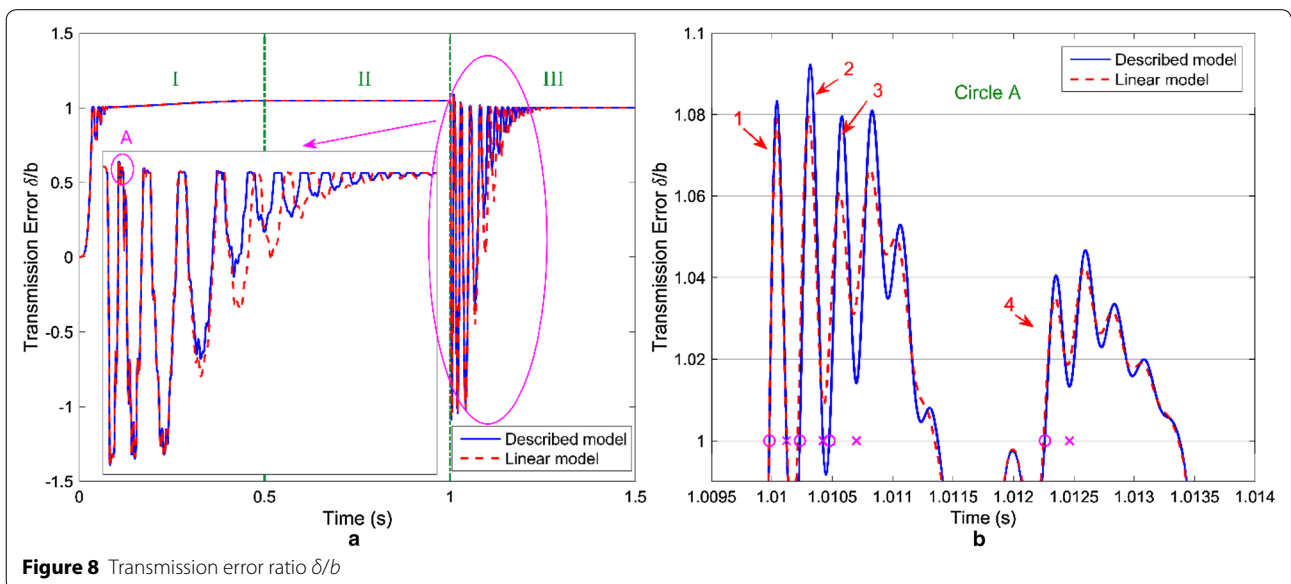 1.5
1
0.5
0
-0.5
-1
-1.5
Transmission Error δ/b
I
II
III
A
Described model
Linear model
0
0.5
1
1.5
Time (s)
a
1.1
1.08
1.06
1.04
1.02
1
Transmission Error δ/b
Described model
Linear model
Circle A
1
2
3
4
1.0095
1.01
1.0105
1.011
1.0115
1.012
1.0125
1.013
1.0135
1.014
Time (s)
b
Figure 8 Transmission error ratio δ/b